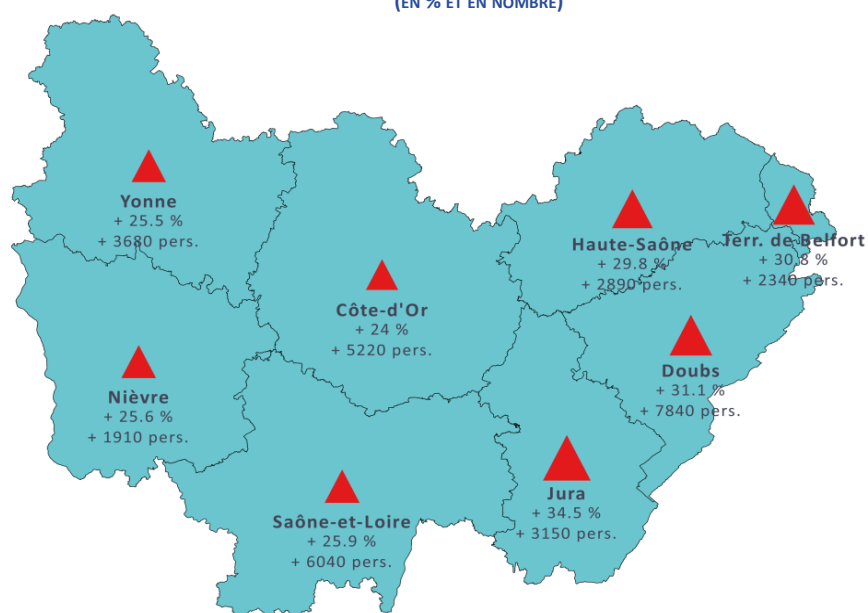 (EN % ET EN NOMBRE)
Yonne
+ 25.5 %
+ 3680 pers.
Haute-Saône
+ 29.8 %
+ 2890 pers.
Terr. de Belfort
+ 30.8 %
+ 2340 pers.
Côte-d'Or
+ 24 %
+ 5220 pers.
Doubs
+ 31.1 %
+ 7840 pers.
Nièvre
+ 25.6 %
+ 1910 pers.
Jura
+ 34.5 %
+ 3150 pers.
Saône-et-Loire
+ 25.9 %
+ 6040 pers.